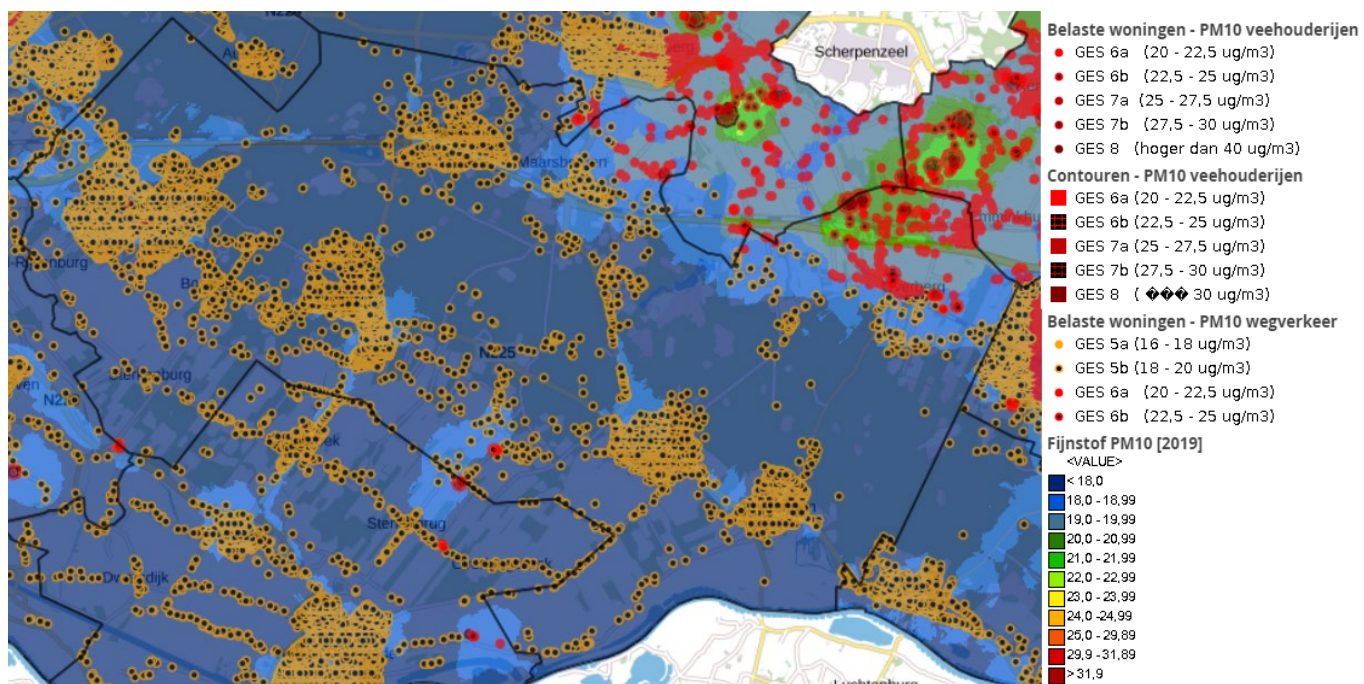 Scherpenzeel
Maarsbergen
N225
Sterkenburg
Luchtenburg
Belaste woningen - PM10 veehouderijen
GES 6a (20 - 22,5 ug/m3)
GES 6b (22,5 - 25 ug/m3)
GES 7a (25 - 27,5 ug/m3)
GES 7b (27,5 - 30 ug/m3)
GES 8 (hoger dan 40 ug/m3)
Contouren - PM10 veehouderijen
GES 6a (20 - 22,5 ug/m3)
GES 6b (22,5 - 25 ug/m3)
GES 7a (25 - 27,5 ug/m3)
GES 7b (27,5 - 30 ug/m3)
GES 8 ( ��� 30 ug/m3)
Belaste woningen - PM10 wegverkeer
GES 5a (16 - 18 ug/m3)
GES 5b (18 - 20 ug/m3)
GES 6a (20 - 22,5 ug/m3)
GES 6b (22,5 - 25 ug/m3)
Fijnstof PM10 [2019]
<VALUE>
< 18,0
18,0 - 18,99
19,0 - 19,99
20,0 - 20,99
21,0 - 21,99
22,0 - 22,99
23,0 - 23,99
24,0 -24,99
25,0 - 29,89
29,9 - 31,89
> 31,9